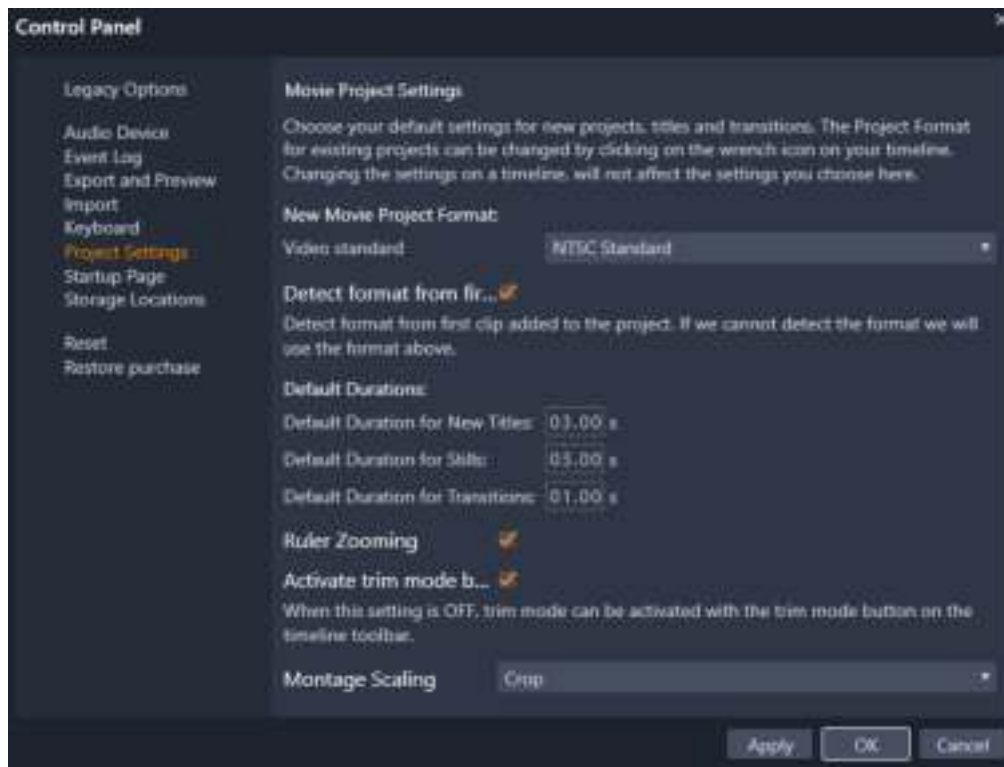 Control Panel
Legacy Options
Audio Device
Event Log
Export and Preview
Import
Keyboard
Project Settings
Startup Page
Storage Locations
Reset
Restore purchase
Movie Project Settings
Choose your default settings for new projects, titles and transitions. The Project Format
for existing projects can be changed by clicking on the wrench icon on your timeline.
Changing the settings on a timeline, will not affect the settings you choose here.
New Movie Project Format:
Video standard NTSC Standard
Detect format from fir...
Detect format from first clip added to the project. If we cannot detect the format we will
use the format above.
Default Durations:
Default Duration for New Titles: 03.00 s
Default Duration for Stills: 03.00 s
Default Duration for Transitions: 01.00 s
Ruler Zooming
Activate trim mode b...
When this setting is OFF, trim mode can be activated with the trim mode button on the
timeline toolbar.
Montage Scaling Crop
Apply OK Cancel